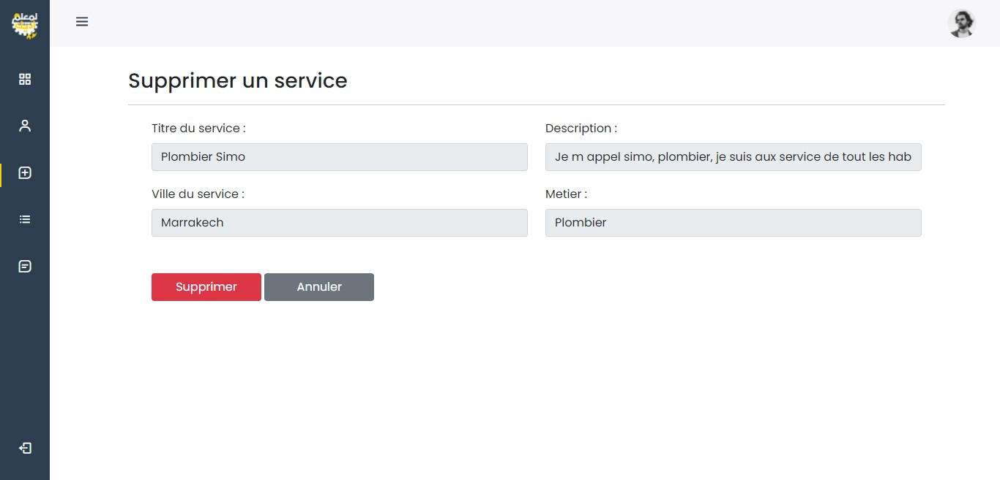 Supprimer un service
Titre du service :
Description :
Plombier Simo
Je m appel simo, plombier, je suis aux service de tout les hab
Ville du service :
Metier :
Marrakech
Plombier
Supprimer
Annuler